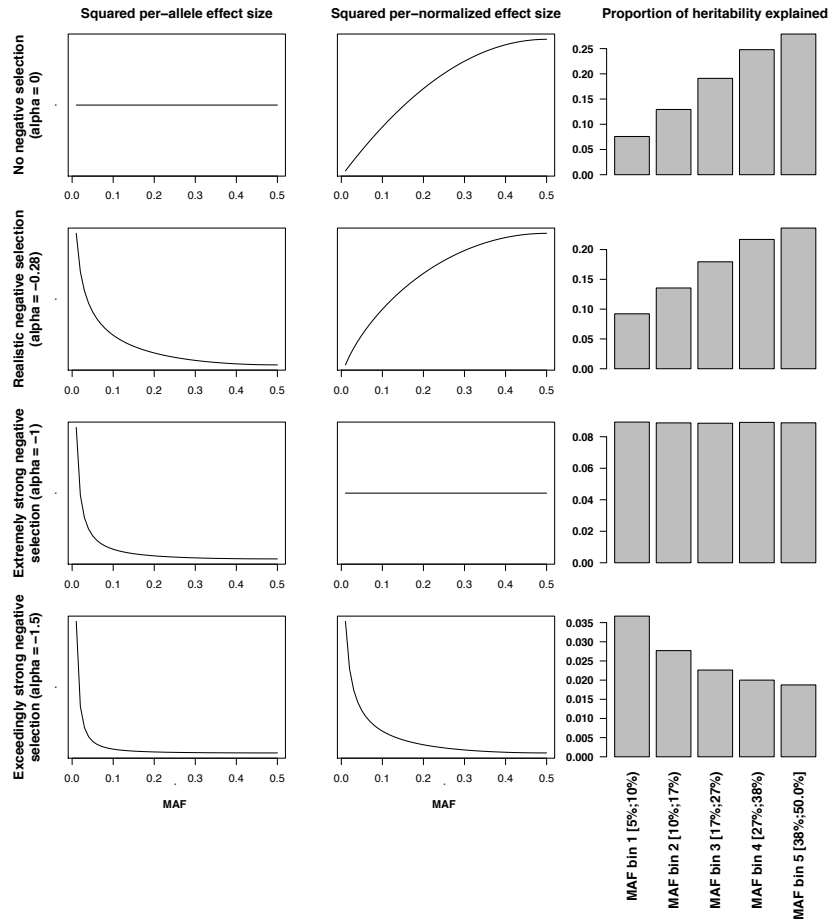 Squared per−allele effect size
Squared per−normalized effect size
Proportion of heritability explained
No negative selection
(alpha = 0)
0.0 0.1 0.2 0.3 0.4 0.5
0.0 0.1 0.2 0.3 0.4 0.5
0.25
0.20
0.15
0.10
0.05
0.00
Realistic negative selection
(alpha = −0.28)
0.0 0.1 0.2 0.3 0.4 0.5
0.0 0.1 0.2 0.3 0.4 0.5
0.20
0.15
0.10
0.05
0.00
Extremely strong negative
selection (alpha = −1)
0.0 0.1 0.2 0.3 0.4 0.5
0.0 0.1 0.2 0.3 0.4 0.5
0.08
0.06
0.04
0.02
0.00
Exceedingly strong negative
selection (alpha = −1.5)
0.0 0.1 0.2 0.3 0.4 0.5
MAF
0.0 0.1 0.2 0.3 0.4 0.5
MAF
0.035
0.030
0.025
0.020
0.015
0.010
0.005
0.000
MAF bin 1 [5%;10%)
MAF bin 2 [10%;17%)
MAF bin 3 [17%;27%)
MAF bin 4 [27%;38%)
MAF bin 5 [38%;50.0%]